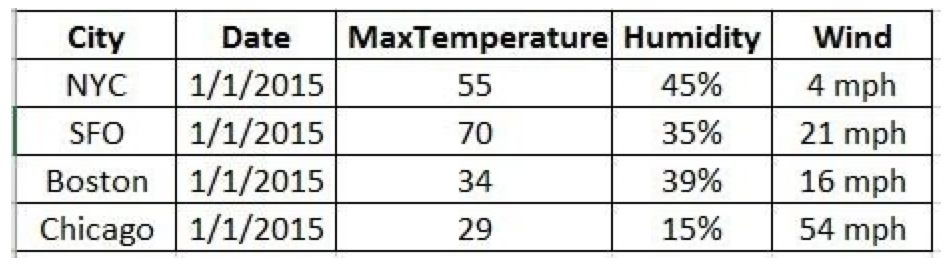 City Date MaxTemperature Humidity Wind
NYC 1/1/2015 55 45% 4 mph
SFO 1/1/2015 70 35% 21 mph
Boston 1/1/2015 34 39% 16 mph
Chicago 1/1/2015 29 15% 54 mph